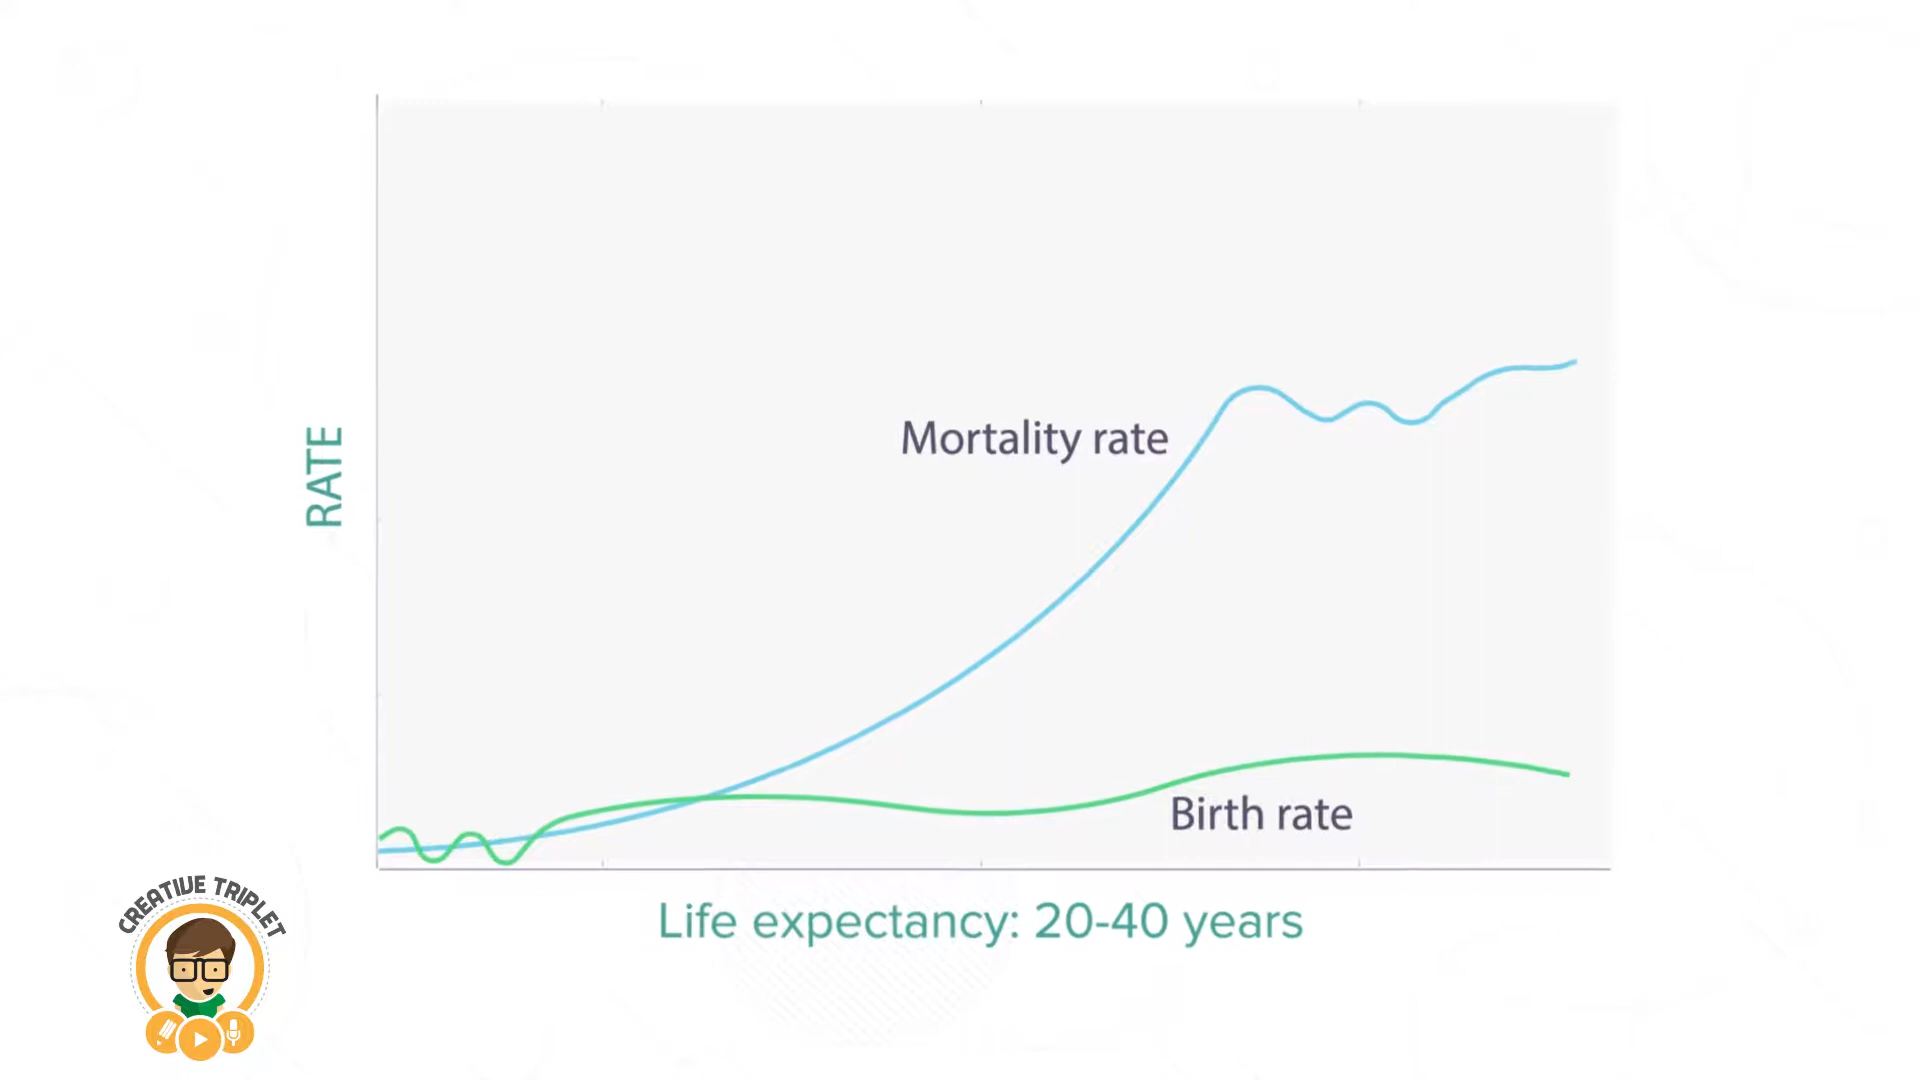 RATE
Mortality rate
Birth rate
Life expectancy: 20-40 years
CREATIVE TRIPLET